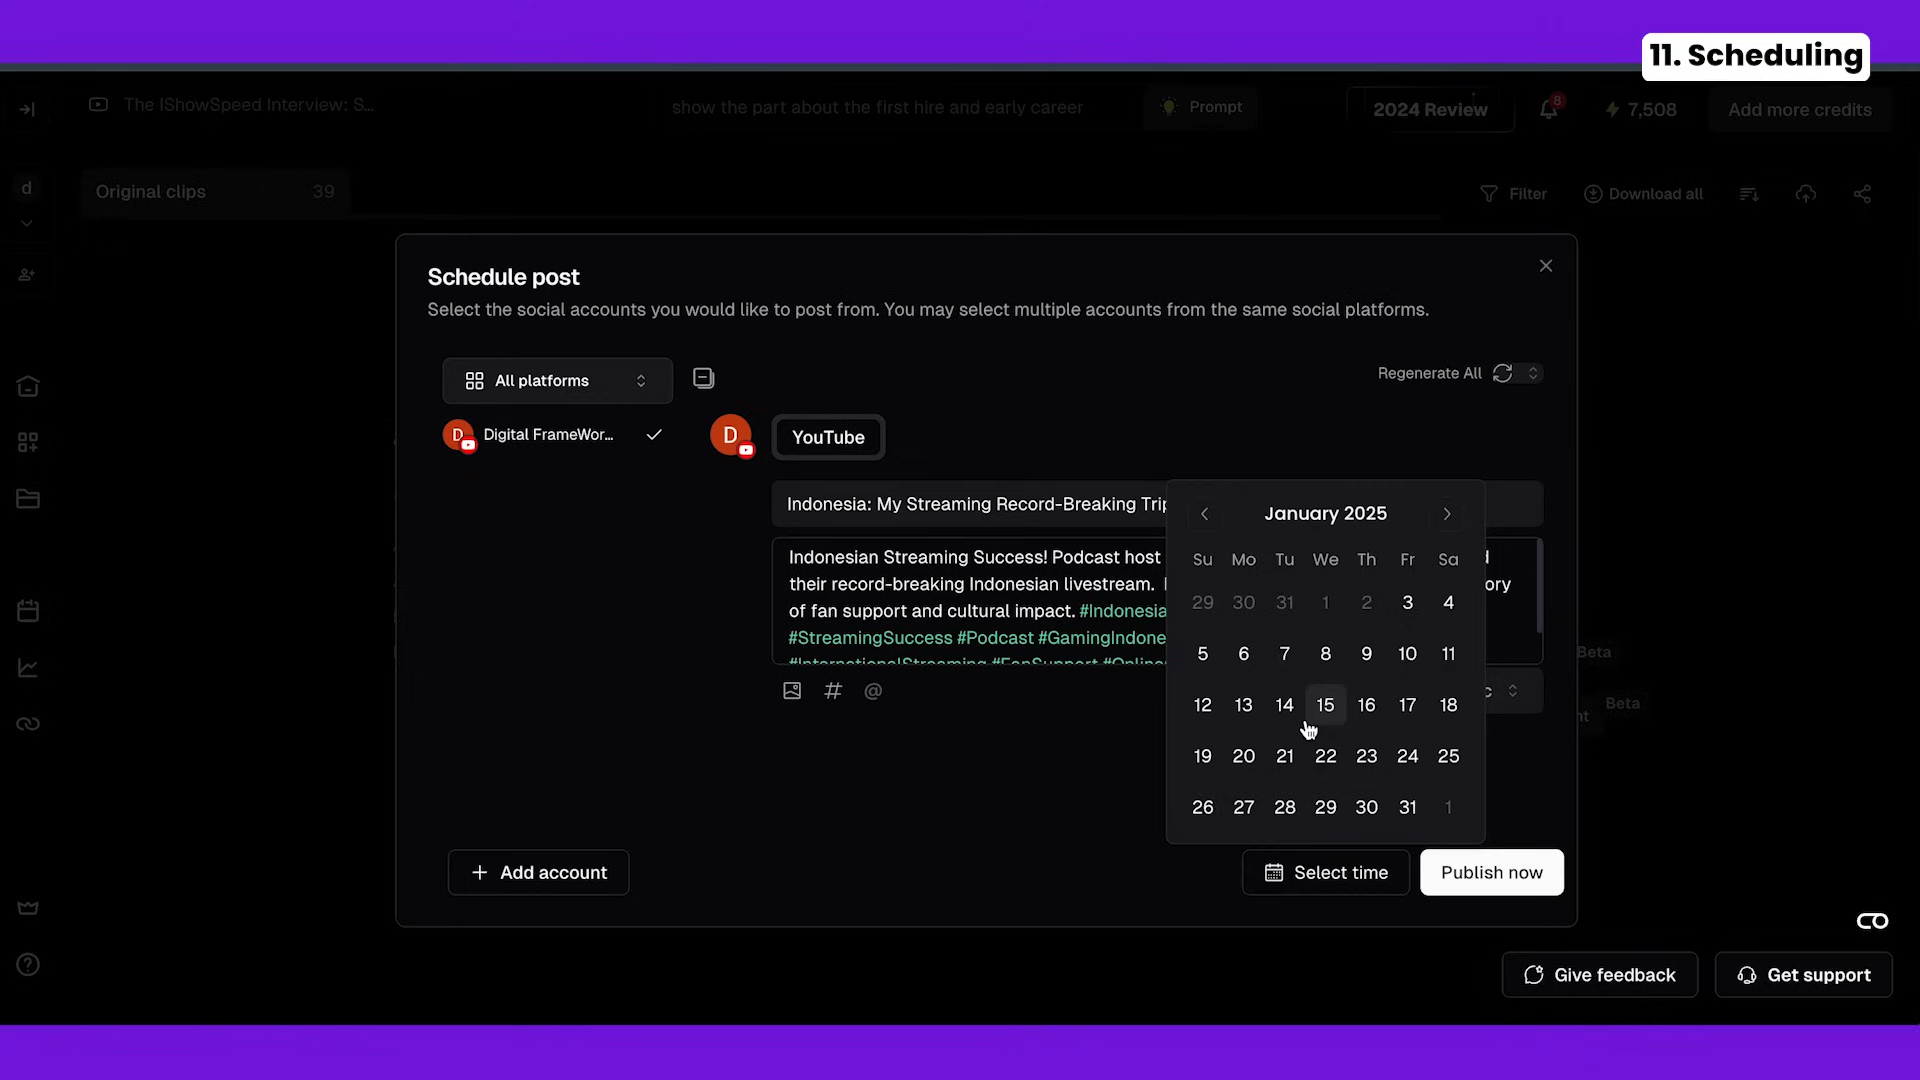 11. Scheduling
The IShowSpeed Interview: S...
show the part about the first hire and early career
Prompt
2024 Review
8
7,508
Add more credits
d
Original clips 39
Filter
Download all
Schedule post
Select the social accounts you would like to post from. You may select multiple accounts from the same social platforms.
All platforms
Regenerate All
D Digital FrameWor...
D
YouTube
Indonesia: My Streaming Record-Breaking Trip
Indonesian Streaming Success! Podcast host
their record-breaking Indonesian livestream.
of fan support and cultural impact. #Indonesia
#StreamingSuccess #Podcast #GamingIndone
#InternationalStreaming #FanSupport #Online
# @
January 2025
Su Mo Tu We Th Fr Sa
29 30 31 1 2 3 4
5 6 7 8 9 10 11
12 13 14 15 16 17 18
19 20 21 22 23 24 25
26 27 28 29 30 31 1
Beta
Beta
+ Add account
Select time
Publish now
Give feedback
Get support